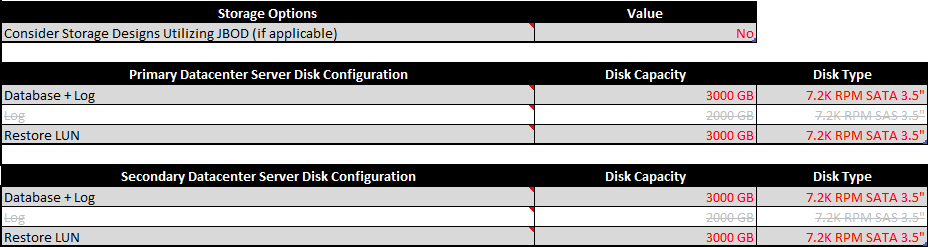 Storage Options Value
Consider Storage Designs Utilizing JBOD (if applicable) No
Primary Datacenter Server Disk Configuration Disk Capacity Disk Type
Database + Log 3000 GB 7.2K RPM SATA 3.5"
Log 2000 GB 7.2K RPM SAS 3.5"
Restore LUN 3000 GB 7.2K RPM SATA 3.5"
Secondary Datacenter Server Disk Configuration Disk Capacity Disk Type
Database + Log 3000 GB 7.2K RPM SATA 3.5"
Log 2000 GB 7.2K RPM SAS 3.5"
Restore LUN 3000 GB 7.2K RPM SATA 3.5"